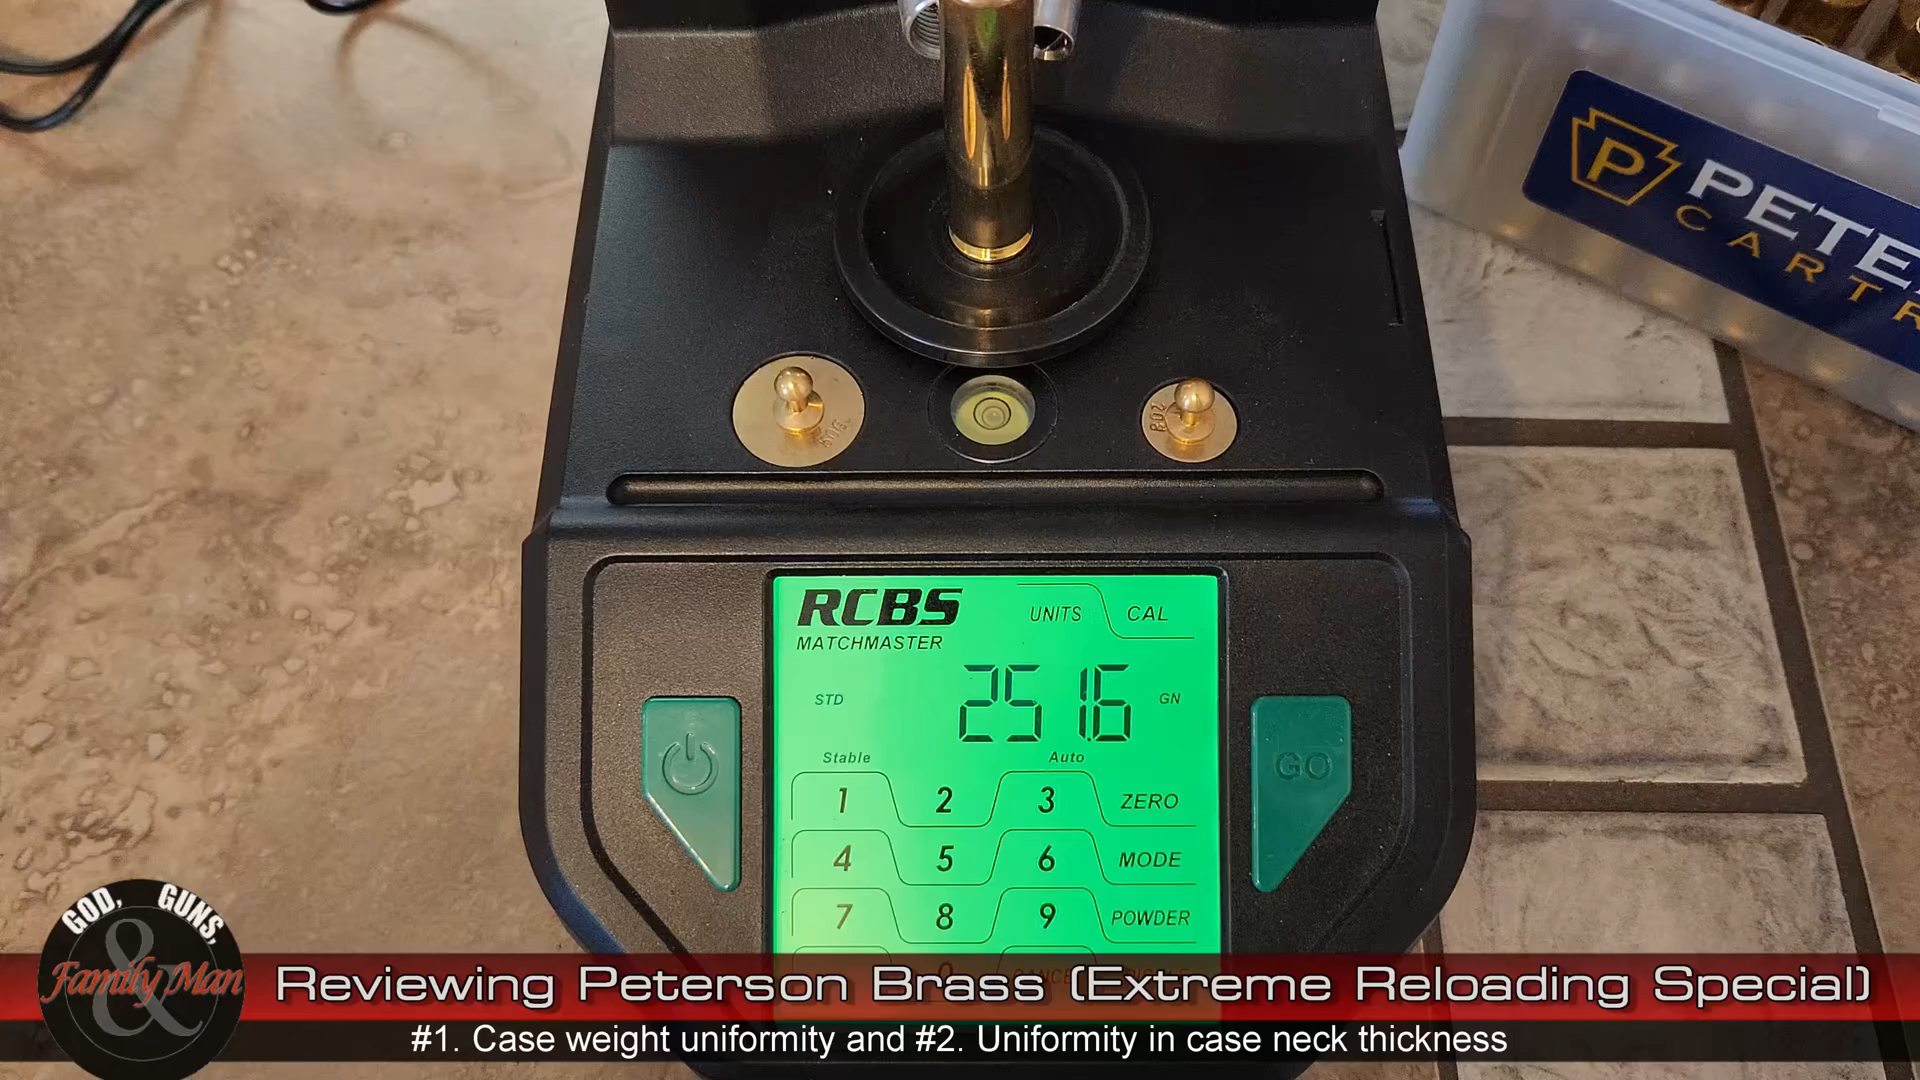 P PETE
CARTR
50g
20g
RCBS
MATCHMASTER
UNITS CAL
STD 251.6 GN
Stable Auto
1 2 3 ZERO
4 5 6 MODE
7 8 9 POWDER
GO
GOD, GUNS,
& Family Man
Reviewing Peterson Brass (Extreme Reloading Special)
#1. Case weight uniformity and #2. Uniformity in case neck thickness